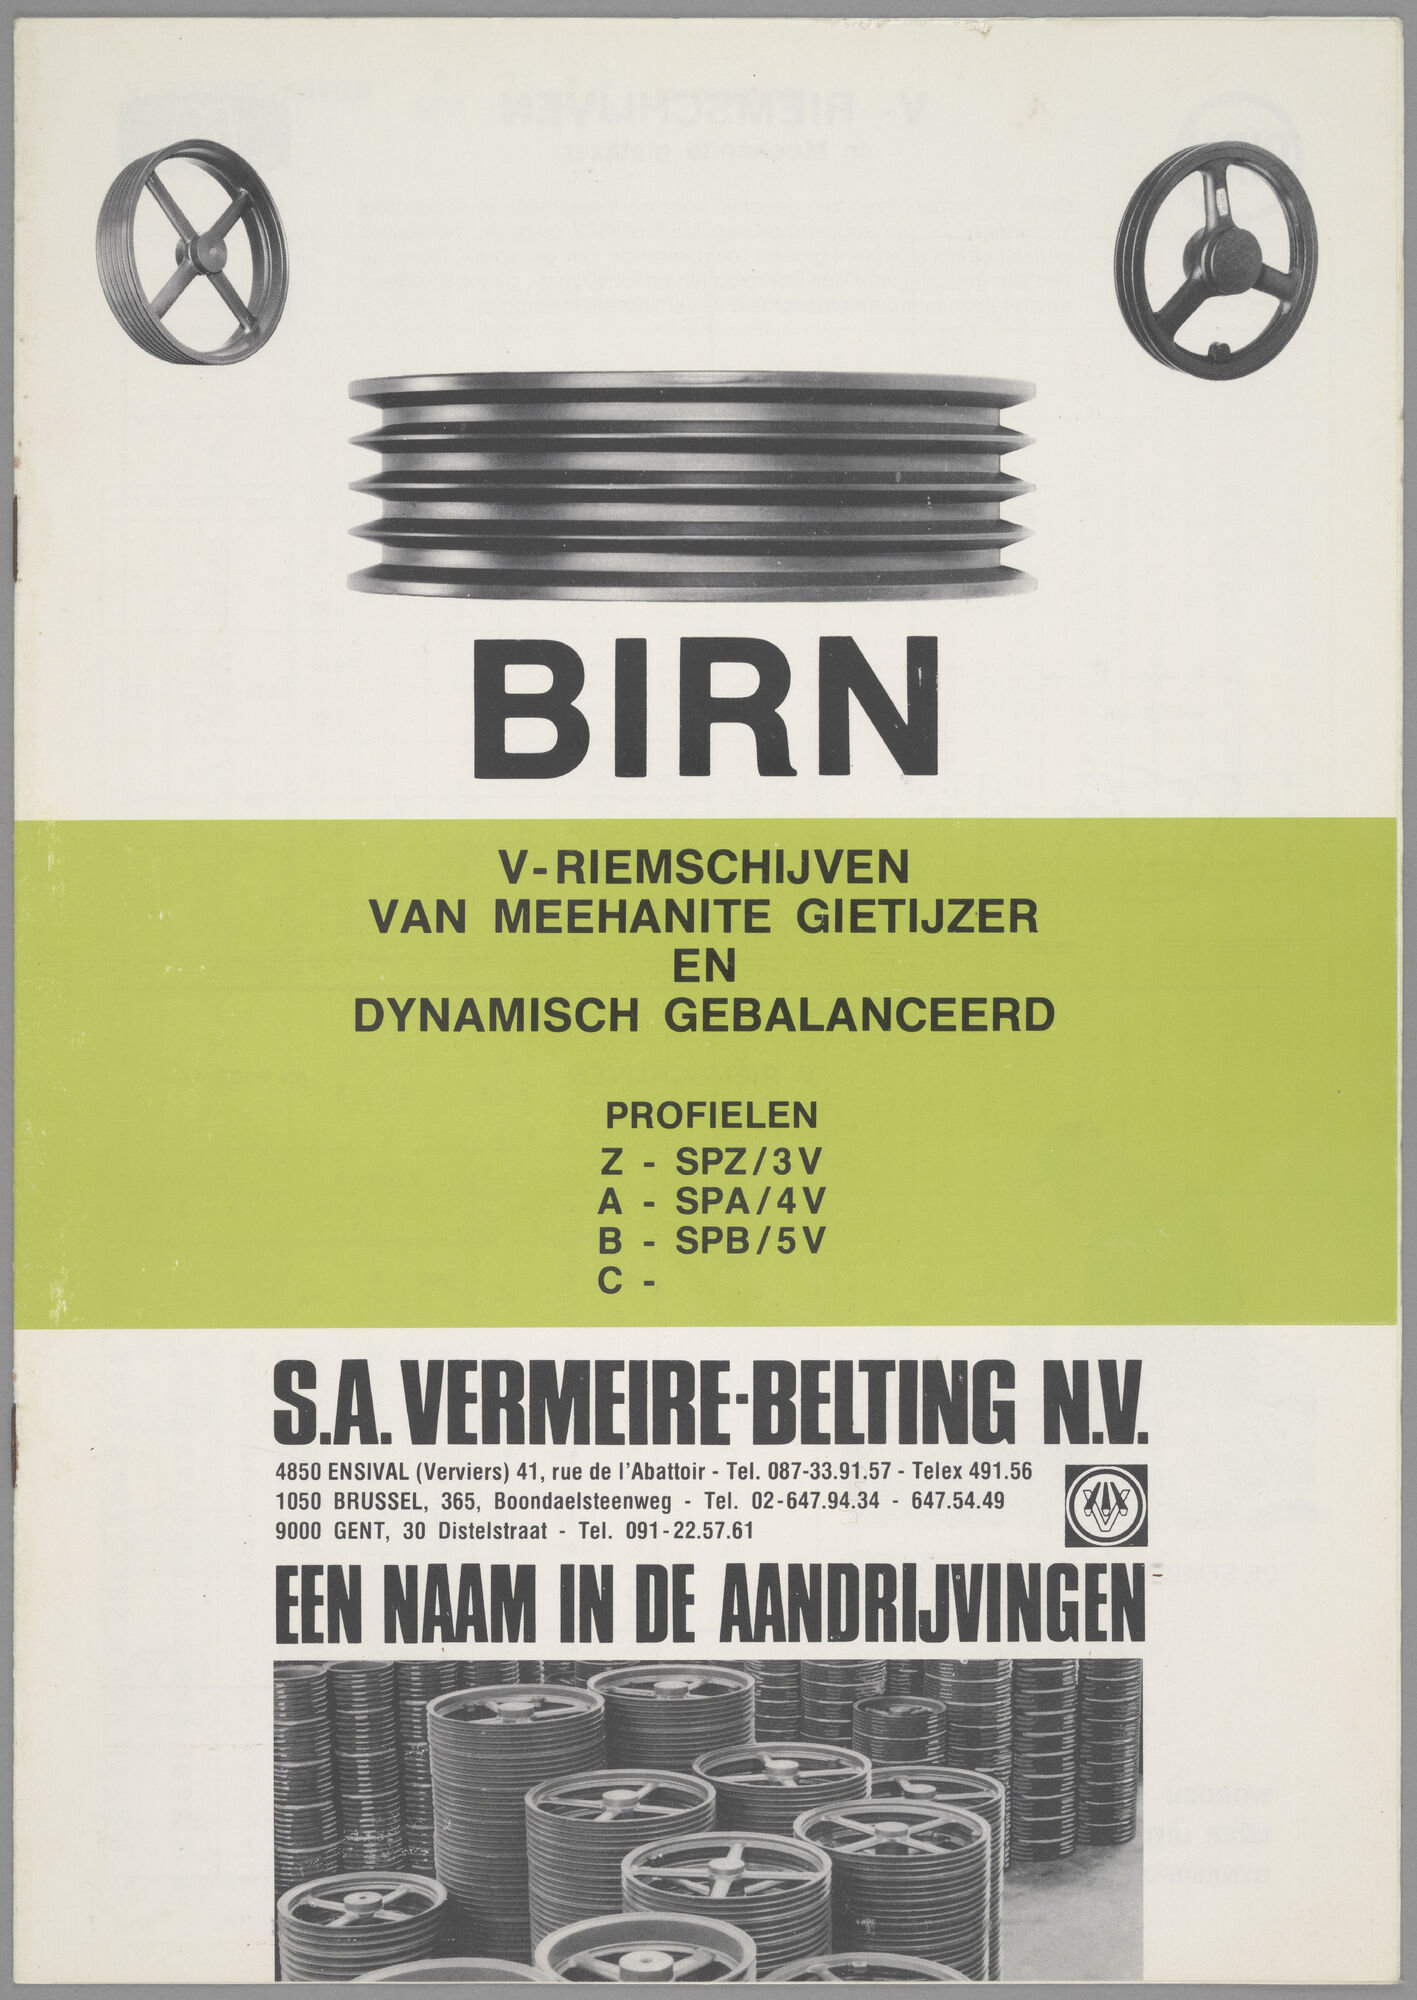 BIRN
V-RIEMSCHIJVEN
VAN MEEHANITE GIETIJZER
EN
DYNAMISCH GEBALANCEERD
PROFIELEN
Z - SPZ/3V
A - SPA/4V
B - SPB/5V
C -
S.A. VERMEIRE-BELTING N.V.
4850 ENSIVAL (Verviers) 41, rue de l'Abattoir - Tel. 087-33.91.57 - Telex 491.56
1050 BRUSSEL, 365, Boondaelsteenweg - Tel. 02-647.94.34 - 647.54.49
9000 GENT, 30 Distelstraat - Tel. 091-22.57.61
EEN NAAM IN DE AANDRIJVINGEN